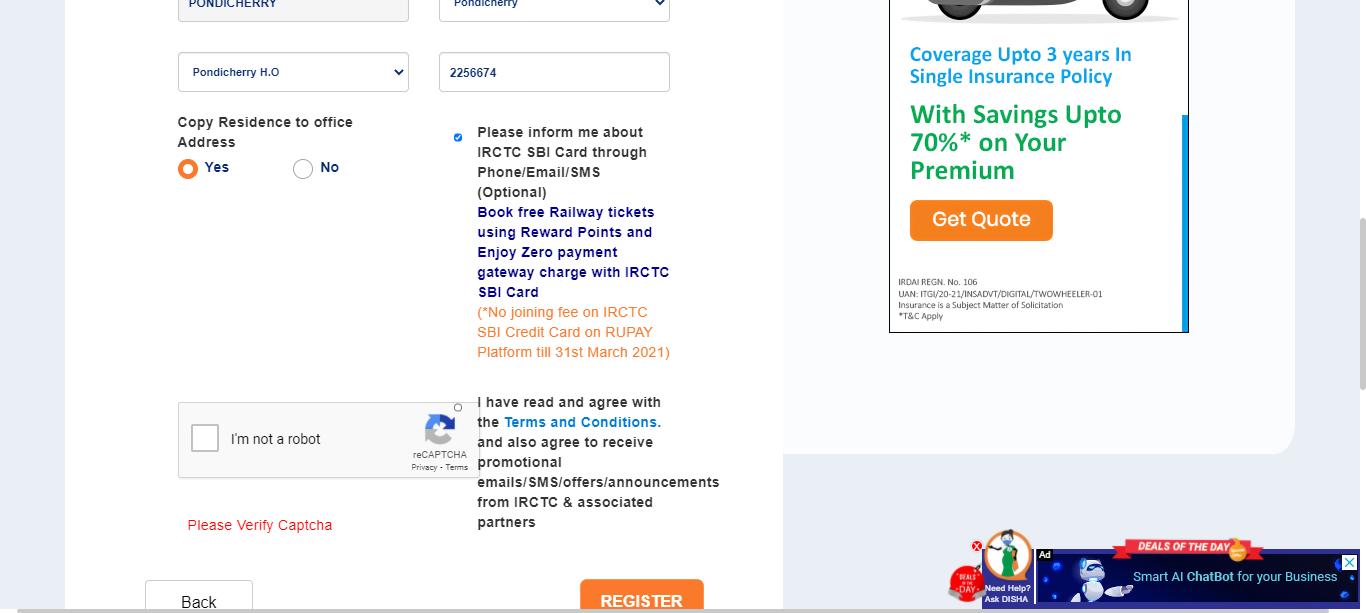 PONDICHERRY
Pondicherry
Pondicherry H.O
2256674
Copy Residence to office
Address
Yes
No
Please inform me about
IRCTC SBI Card through
Phone/Email/SMS
(Optional)
Book free Railway tickets
using Reward Points and
Enjoy Zero payment
gateway charge with IRCTC
SBI Card
(*No joining fee on IRCTC
SBI Credit Card on RUPAY
Platform till 31st March 2021)
I'm not a robot
reCAPTCHA
Privacy - Terms
I have read and agree with
the Terms and Conditions.
and also agree to receive
promotional
emails/SMS/offers/announcements
from IRCTC & associated
partners
Please Verify Captcha
Back
REGISTER
Coverage Upto 3 years In
Single Insurance Policy
With Savings Upto
70%* on Your
Premium
Get Quote
IRDAI REGN. No. 106
UAN: ITGI/20-21/INSADVT/DIGITAL/TWOWHEELER-01
Insurance is a Subject Matter of Solicitation
*T&C Apply
DEALS OF THE DAY
Ad
Smart AI ChatBot for your Business
DEALS
OF THE
DAY
Need Help?
Ask DISHA